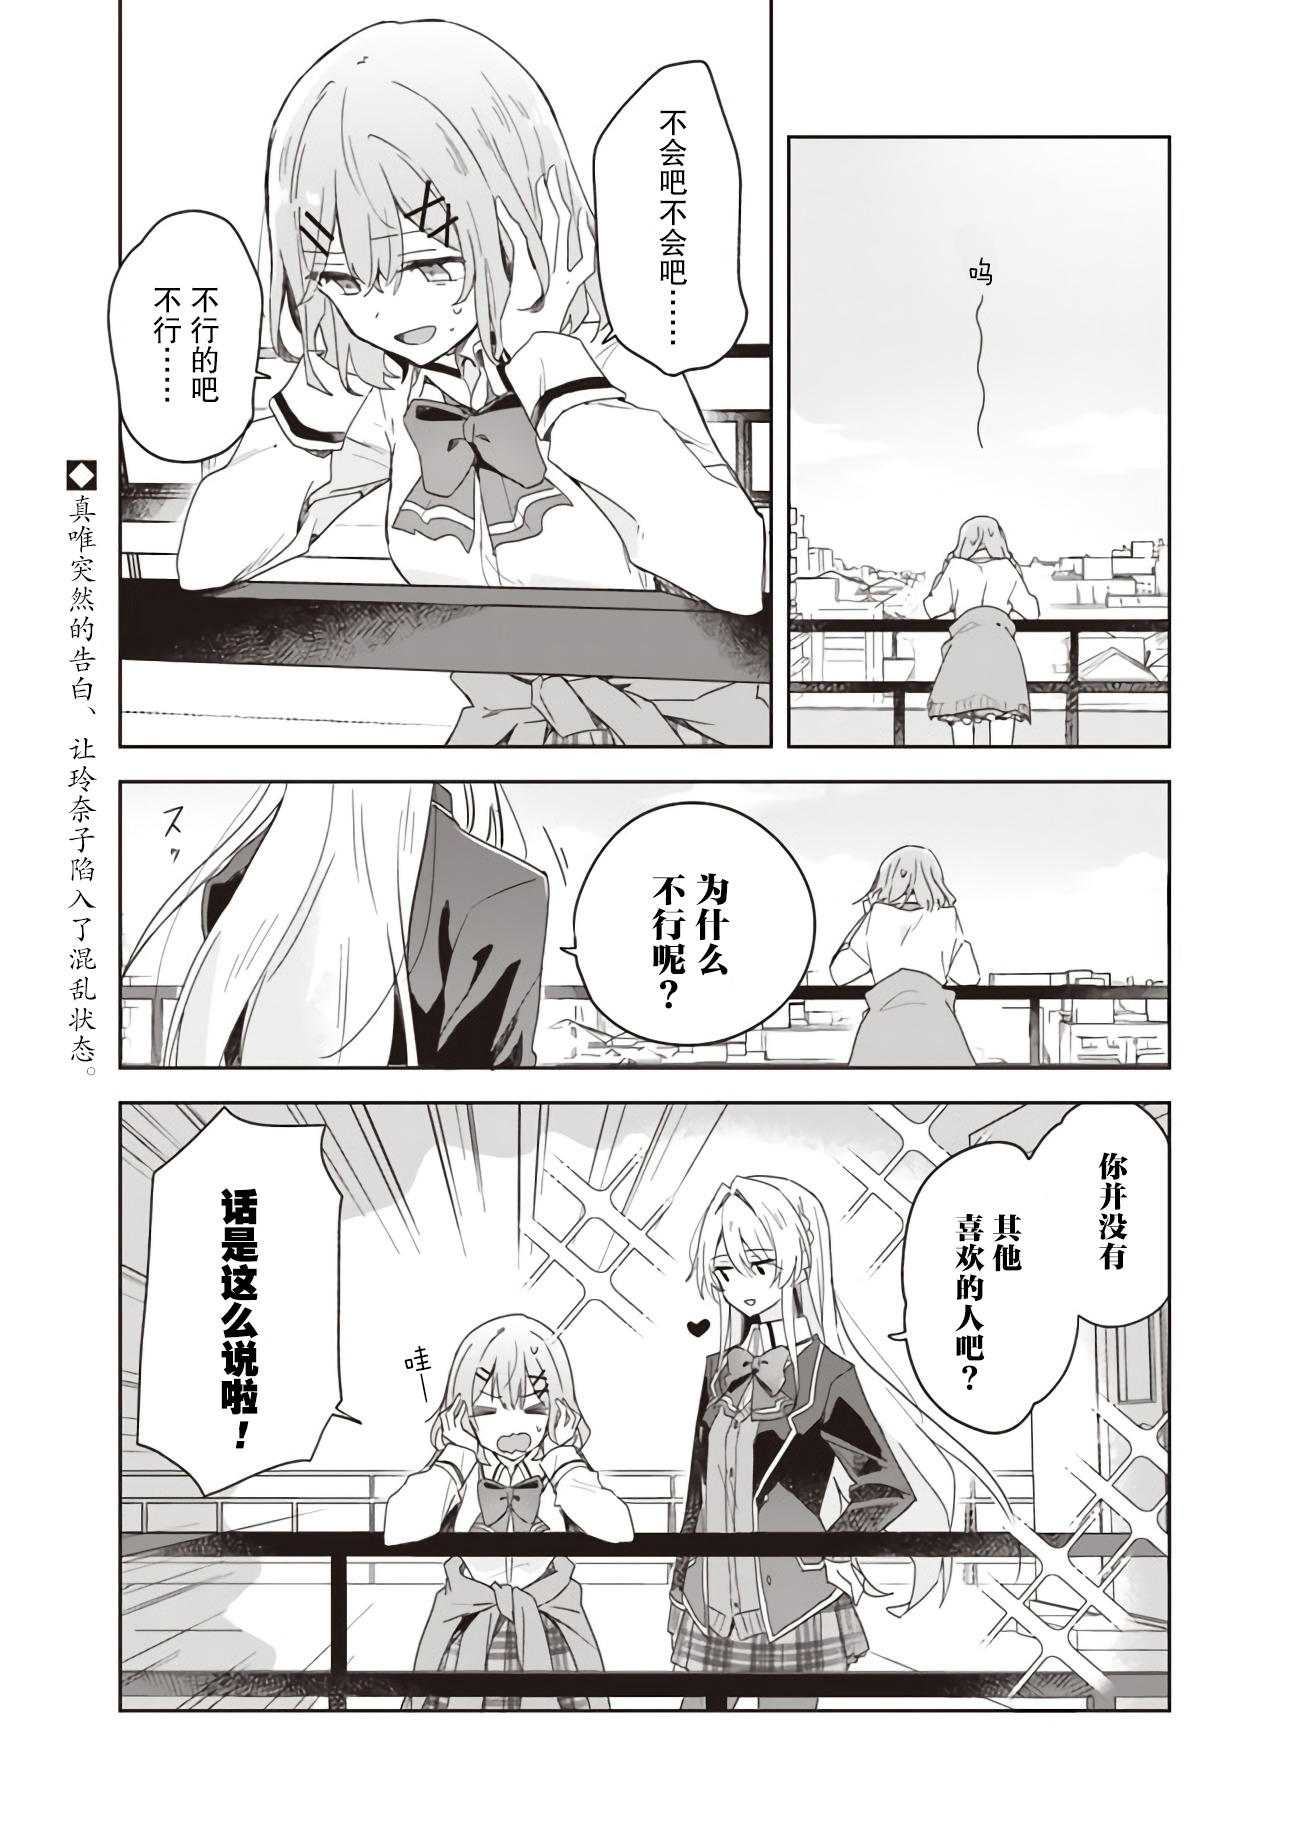 呜
不会吧不会吧……
不行的吧
不行……
◆真唯突然的告白、让玲奈子陷入了混乱状态。
为什么
不行呢？
スッ
你并没有
其他
喜欢的人吧？
哇ー
话是这么说啦！